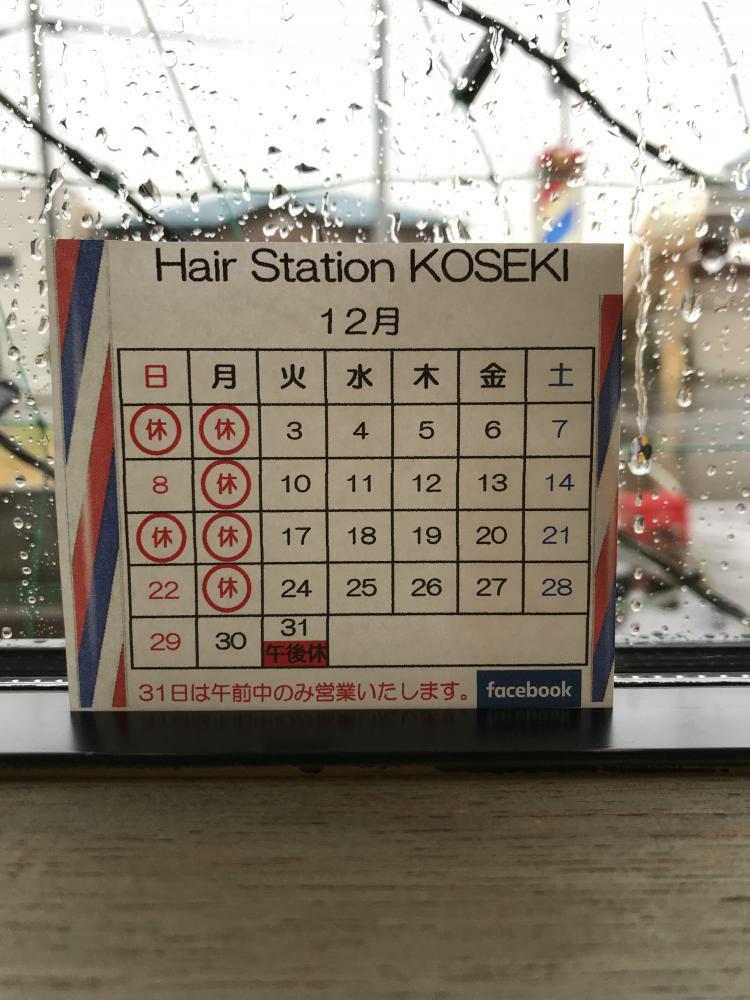 Hair Station KOSEKI
12月
日 月 火 水 木 金 土
休 休 3 4 5 6 7
8 休 10 11 12 13 14
休 休 17 18 19 20 21
22 休 24 25 26 27 28
29 30 31
午後休
31日は午前中のみ営業いたします。 facebook